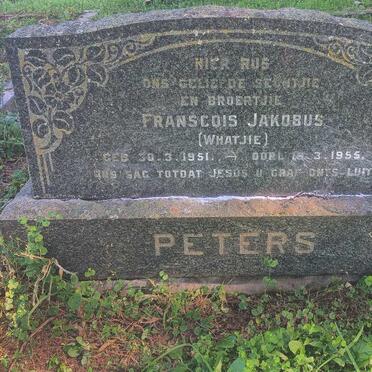 HIER RUS
ONS GELIEFDE SEUNTJIE
EN BROERTJIE
FRANSCOIS JAKOBUS
(WHATJIE)
GEB 30.3.1951. → OORL 1 .3.1955.
RUS SAG TOTDAT JESUS U GRAF ONTSLUIT
PETERS